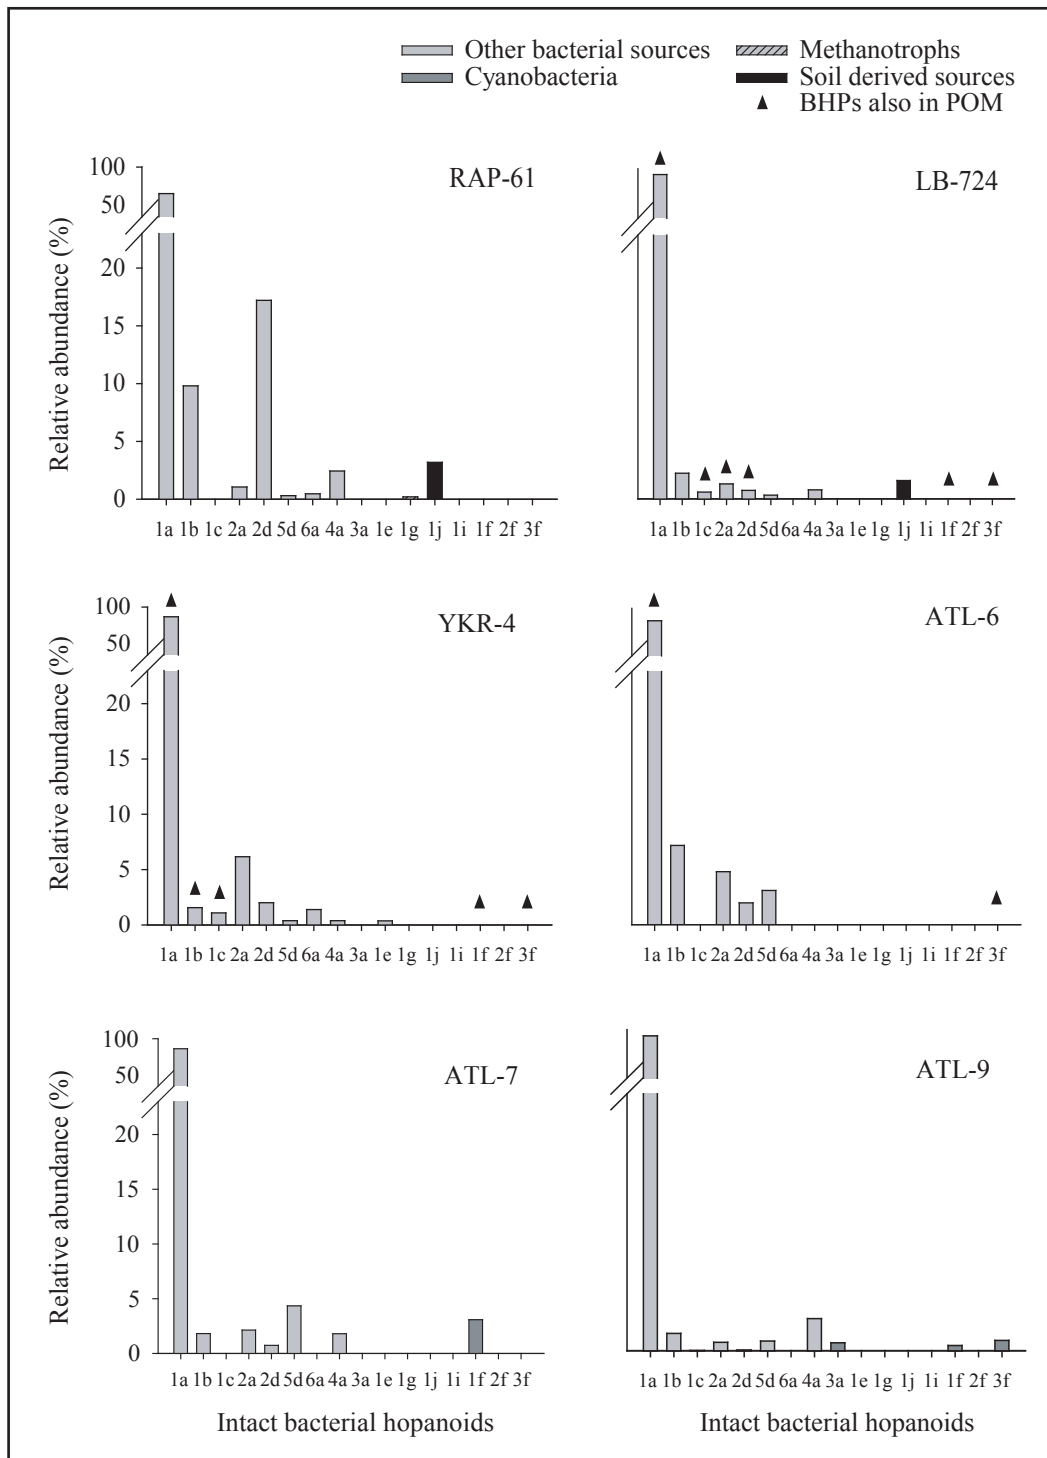 Other bacterial sources Methanotrophs
Cyanobacteria Soil derived sources
BHPs also in POM
RAP-61
100
50
20
15
10
5
0
Relative abundance (%)
1a 1b 1c 2a 2d 5d 6a 4a 3a 1e 1g 1j 1i 1f 2f 3f
LB-724
1a 1b 1c 2a 2d 5d 6a 4a 3a 1e 1g 1j 1i 1f 2f 3f
YKR-4
100
50
20
15
10
5
0
Relative abundance (%)
1a 1b 1c 2a 2d 5d 6a 4a 3a 1e 1g 1j 1i 1f 2f 3f
ATL-6
1a 1b 1c 2a 2d 5d 6a 4a 3a 1e 1g 1j 1i 1f 2f 3f
ATL-7
100
50
20
15
10
5
0
Relative abundance (%)
1a 1b 1c 2a 2d 5d 6a 4a 3a 1e 1g 1j 1i 1f 2f 3f
Intact bacterial hopanoids
ATL-9
1a 1b 1c 2a 2d 5d 6a 4a 3a 1e 1g 1j 1i 1f 2f 3f
Intact bacterial hopanoids